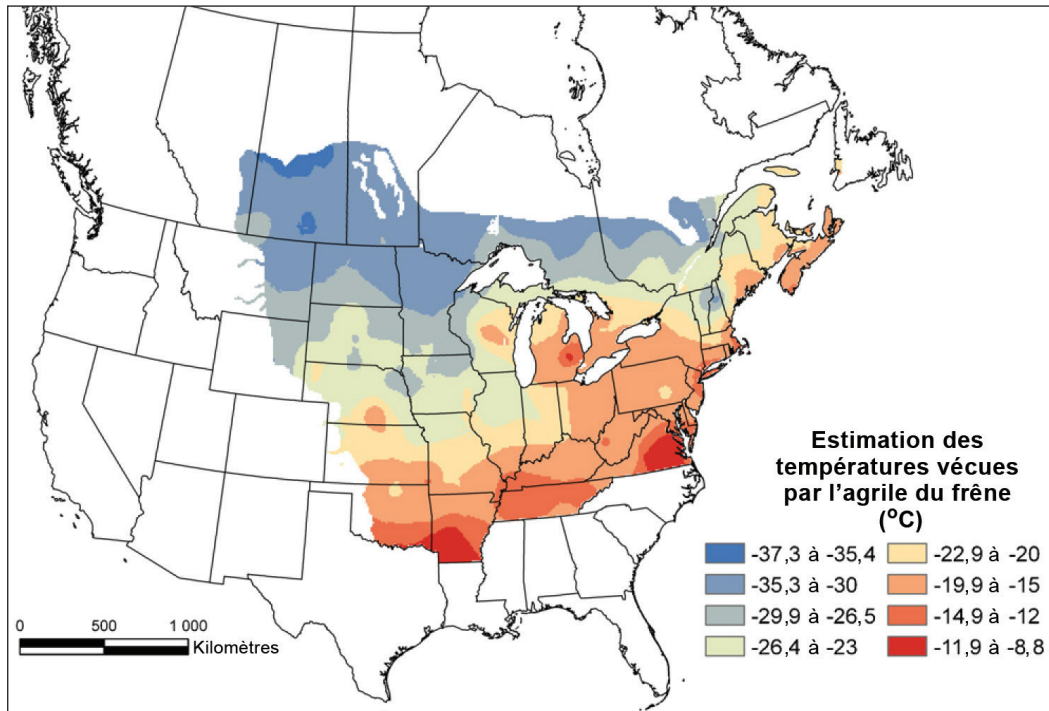 Estimation des
températures vécues
par l'agrile du frêne
(°C)
-37,3 à -35,4
-35,3 à -30
-29,9 à -26,5
-26,4 à -23
-22,9 à -20
-19,9 à -15
-14,9 à -12
-11,9 à -8,8
0 500 1 000
Kilomètres